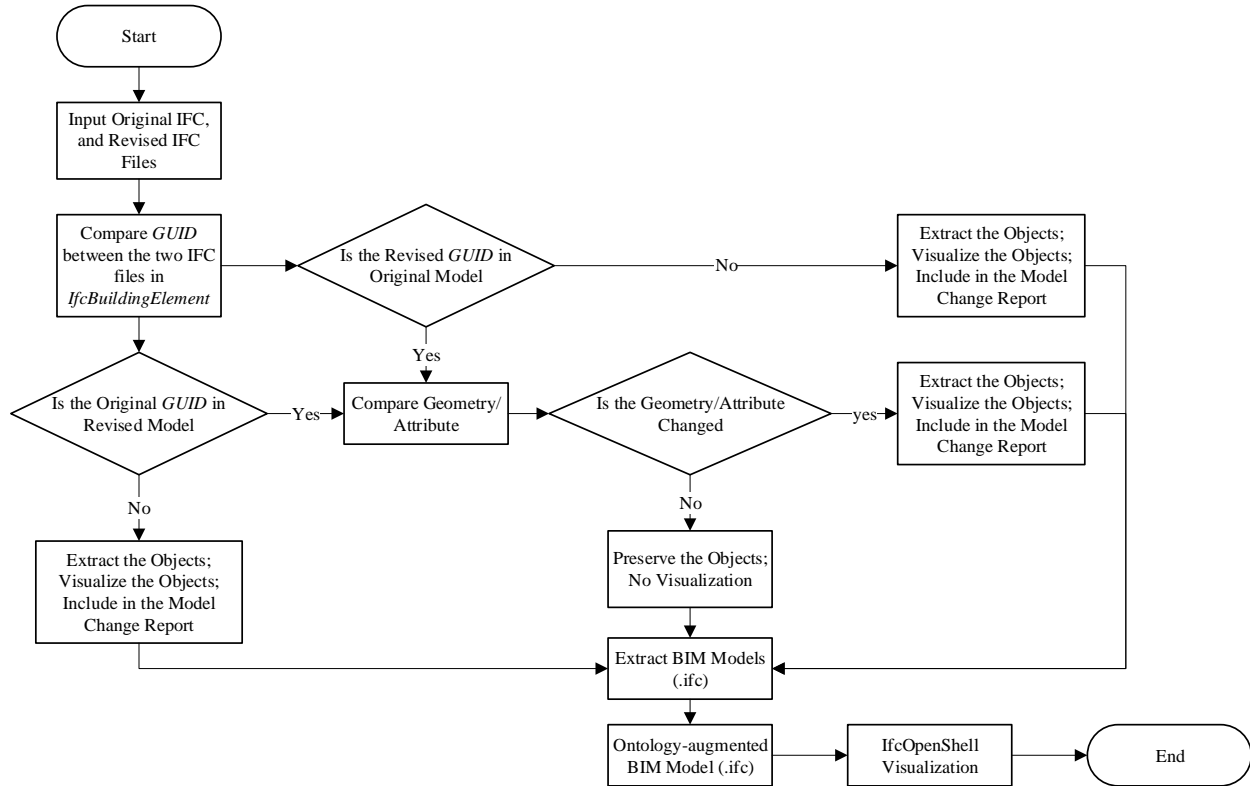 Start
Input Original IFC,
and Revised IFC
Files
Compare GUID
between the two IFC
files in
IfcBuildingElement
Is the Revised GUID in
Original Model
No
Extract the Objects;
Visualize the Objects;
Include in the Model
Change Report
Yes
Is the Original GUID in
Revised Model
Yes
Compare Geometry/
Attribute
Is the Geometry/Attribute
Changed
yes
Extract the Objects;
Visualize the Objects;
Include in the Model
Change Report
No
No
Extract the Objects;
Visualize the Objects;
Include in the Model
Change Report
Preserve the Objects;
No Visualization
Extract BIM Models
(.ifc)
Ontology-augmented
BIM Model (.ifc)
IfcOpenShell
Visualization
End